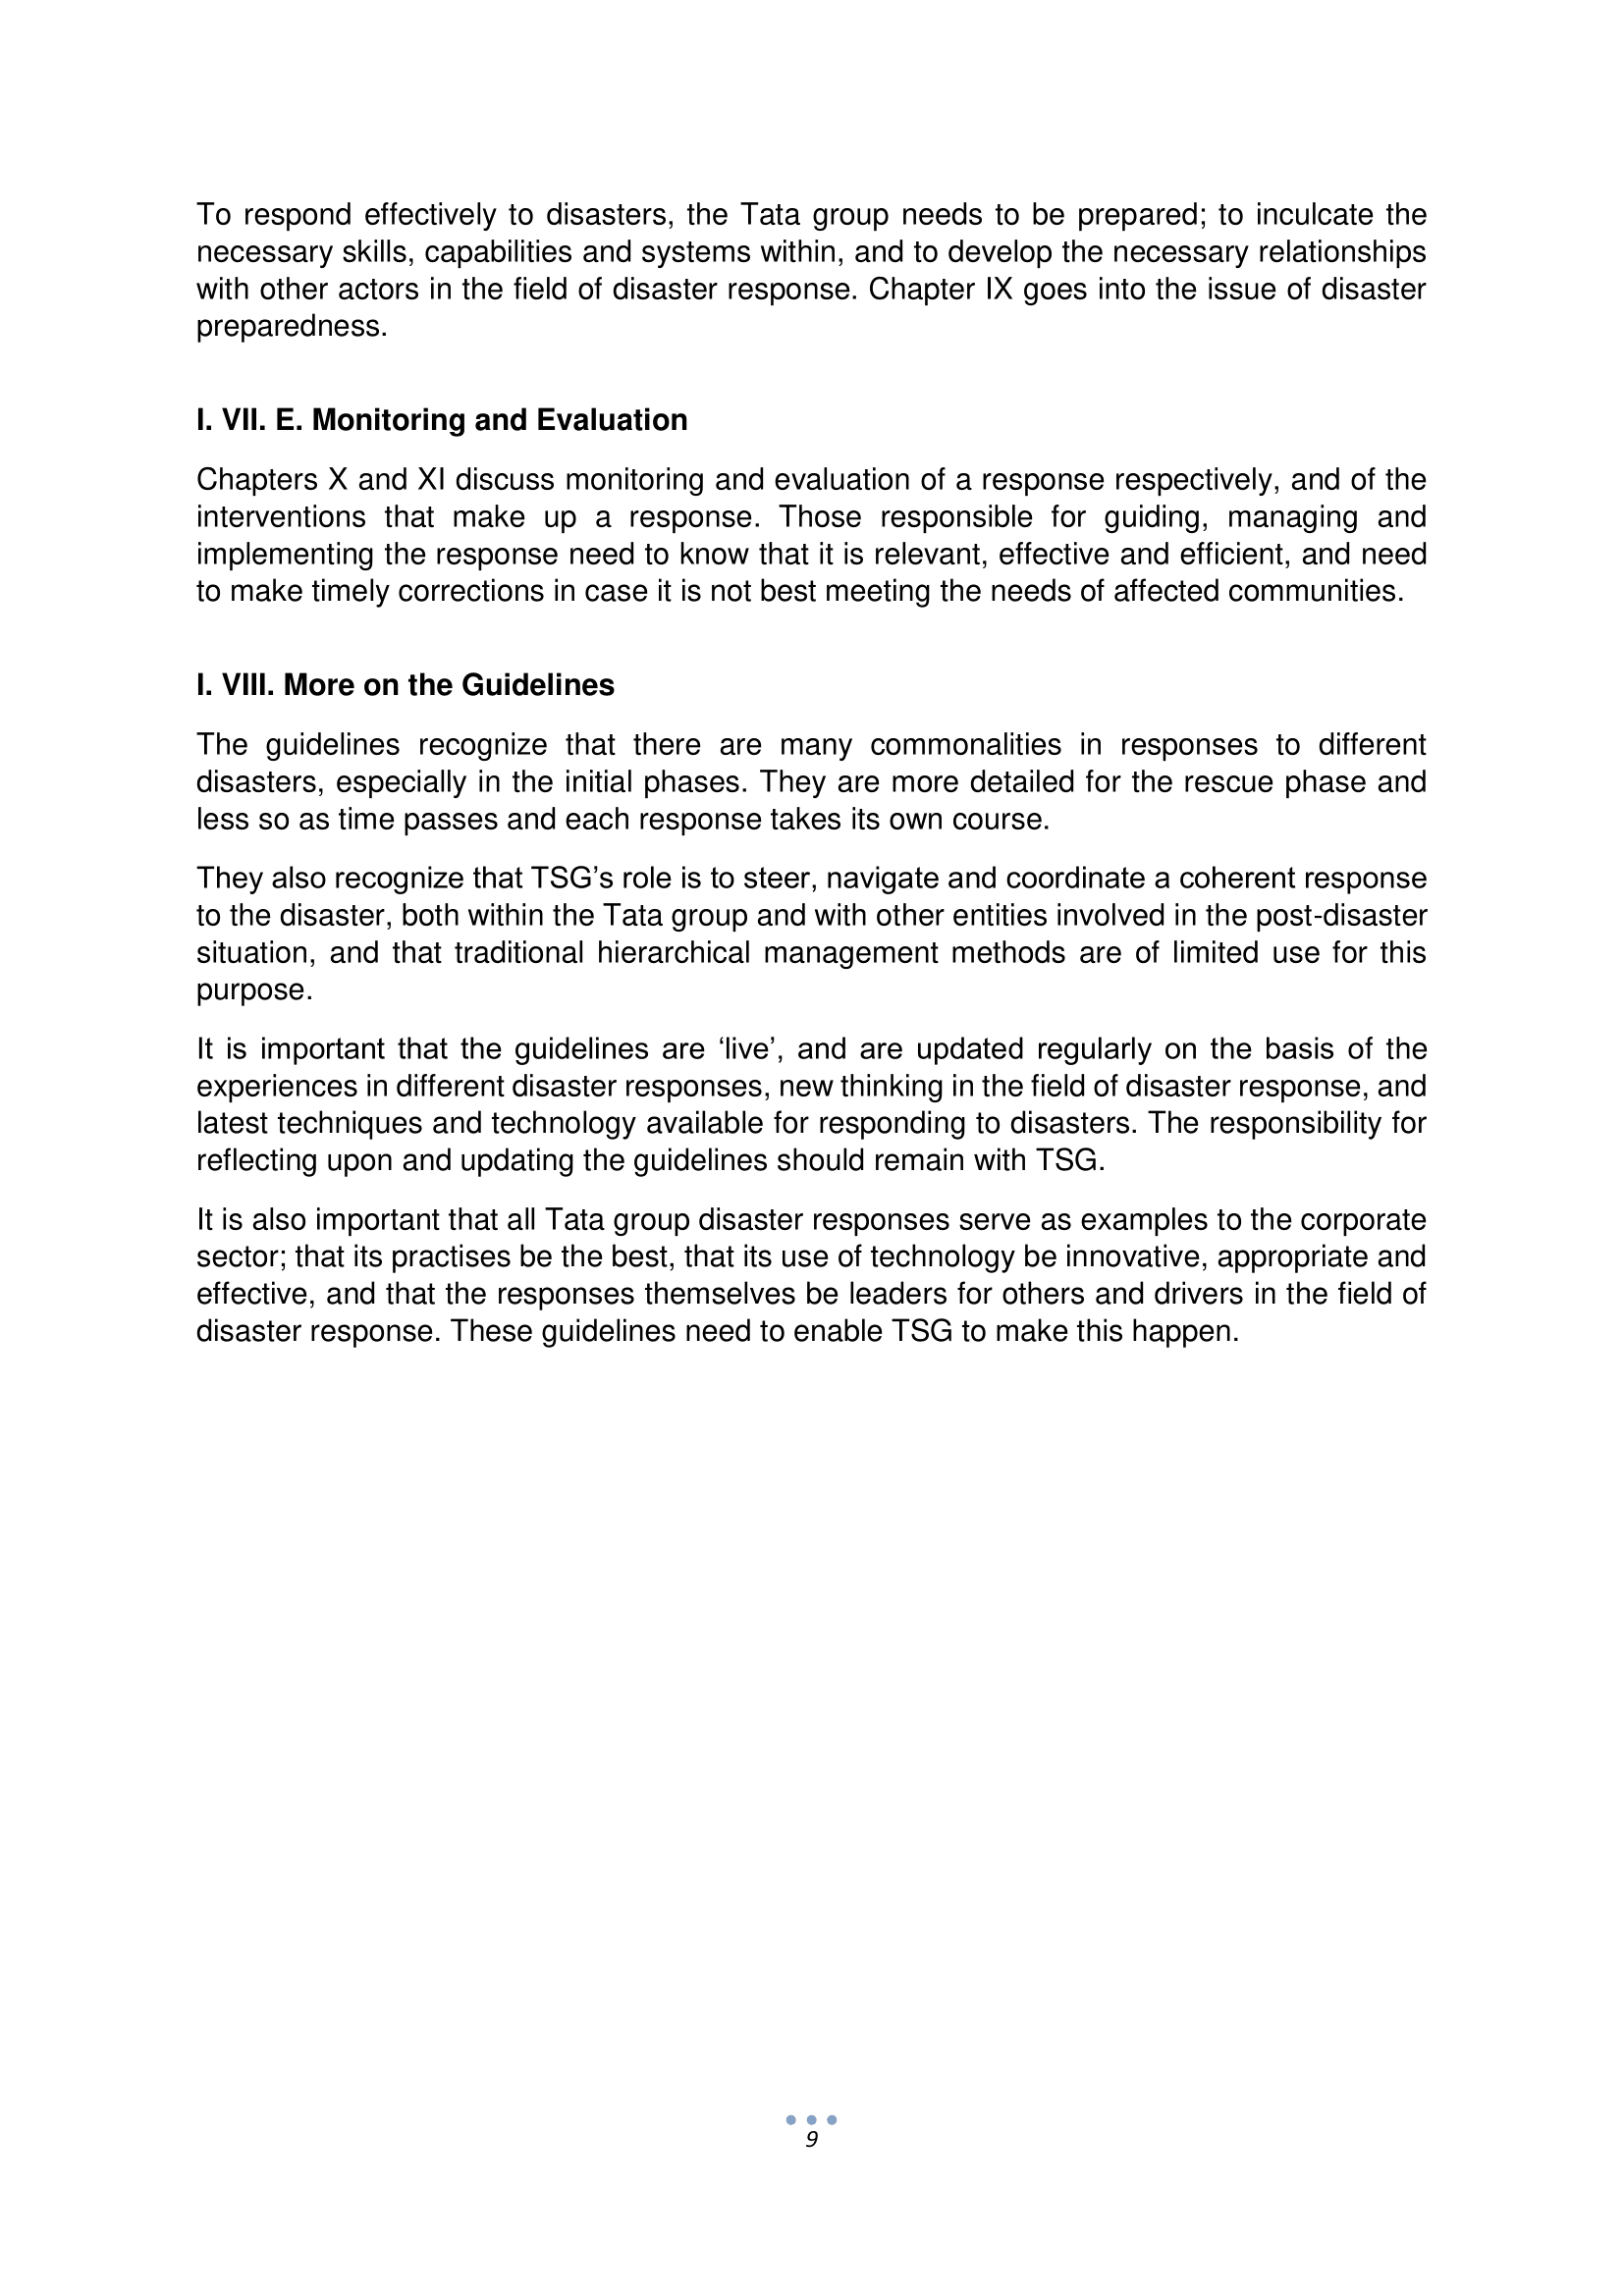 To respond effectively to disasters, the Tata group needs to be prepared; to inculcate the
necessary skills, capabilities and systems within, and to develop the necessary relationships
with other actors in the field of disaster response. Chapter IX goes into the issue of disaster
preparedness.
I. VII. E. Monitoring and Evaluation
Chapters X and XI discuss monitoring and evaluation of a response respectively, and of the
interventions that make up a response. Those responsible for guiding, managing and
implementing the response need to know that it is relevant, effective and efficient, and need
to make timely corrections in case it is not best meeting the needs of affected communities.
I. VIII. More on the Guidelines
The guidelines recognize that there are many commonalities in responses to different
disasters, especially in the initial phases. They are more detailed for the rescue phase and
less so as time passes and each response takes its own course.
They also recognize that TSG’s role is to steer, navigate and coordinate a coherent response
to the disaster, both within the Tata group and with other entities involved in the post-disaster
situation, and that traditional hierarchical management methods are of limited use for this
purpose.
It is important that the guidelines are ‘live’, and are updated regularly on the basis of the
experiences in different disaster responses, new thinking in the field of disaster response, and
latest techniques and technology available for responding to disasters. The responsibility for
reflecting upon and updating the guidelines should remain with TSG.
It is also important that all Tata group disaster responses serve as examples to the corporate
sector; that its practises be the best, that its use of technology be innovative, appropriate and
effective, and that the responses themselves be leaders for others and drivers in the field of
disaster response. These guidelines need to enable TSG to make this happen.
9